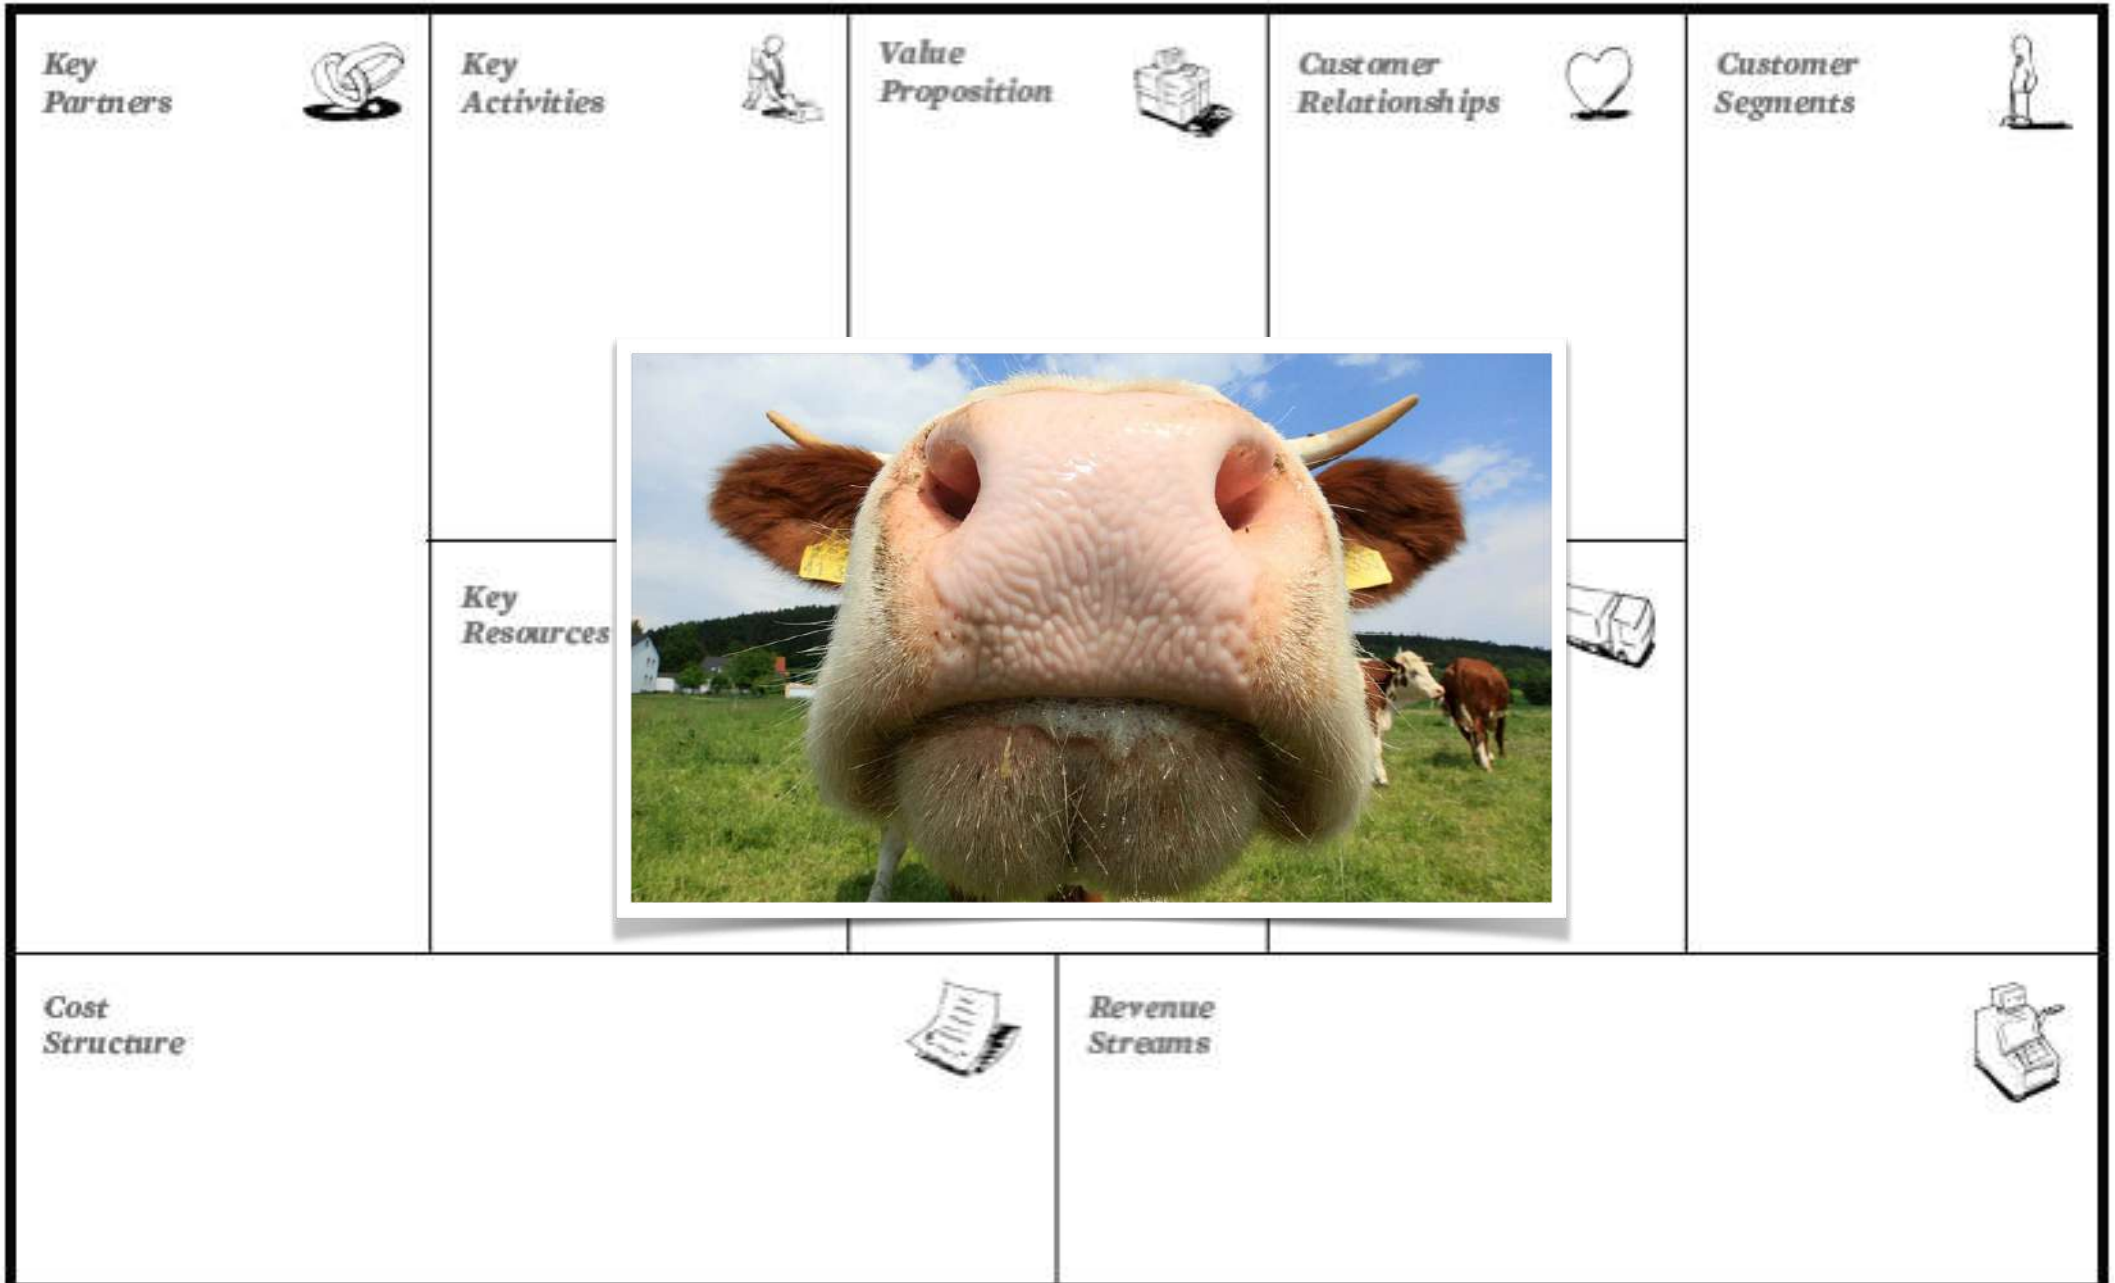 Key
Partners
Key
Activities
Value
Proposition
Customer
Relationships
Customer
Segments
Key
Resources
Cost
Structure
Revenue
Streams